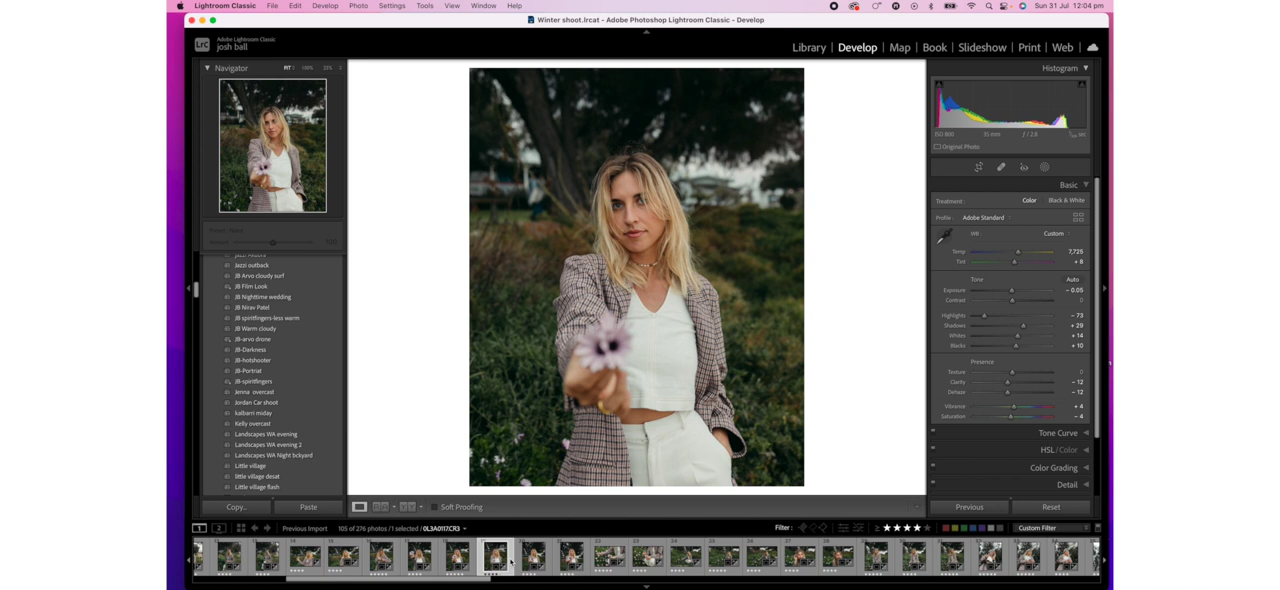 Lightroom Classic File Edit Develop Photo Settings Tools View Window Help Sun 31 Jul 12:04 pm
Winter shoot.lrcat - Adobe Photoshop Lightroom Classic - Develop
LrC Adobe Lightroom Classic
josh ball
Library | Develop | Map | Book | Slideshow | Print | Web
Navigator FIT 100% 33%
Histogram
ISO 800 35 mm ƒ / 2.8
Original Photo
Basic
Treatment: Color Black & White
Profile: Adobe Standard
WB: Custom
Temp 7,725
Tint + 8
Tone Auto
Exposure - 0.05
Contrast 0
Highlights - 73
Shadows + 29
Whites + 14
Blacks + 10
Presence
Texture 0
Clarity - 12
Dehaze - 12
Vibrance + 4
Saturation - 4
Tone Curve
HSL / Color
Color Grading
Detail
Previous Reset
Jazzi outback
JB Arvo cloudy surf
JB Film Look
JB Nighttime wedding
JB Nirav Patel
JB spiritfingers-less warm
JB Warm cloudy
JB-arvo drone
JB-Darkness
JB-hotshooter
JB-Portriat
JB-spiritfingers
Jenna overcast
Jordan Car shoot
kalbarri miday
Kelly overcast
Landscapes WA evening
Landscapes WA evening 2
Landscapes WA Night bckyard
Little village
little village desat
Little village flash
Copy... Paste
Soft Proofing
1 2 Previous Import 105 of 276 photos / 1 selected / 0L3A0117.CR3
Filter: Custom Filter